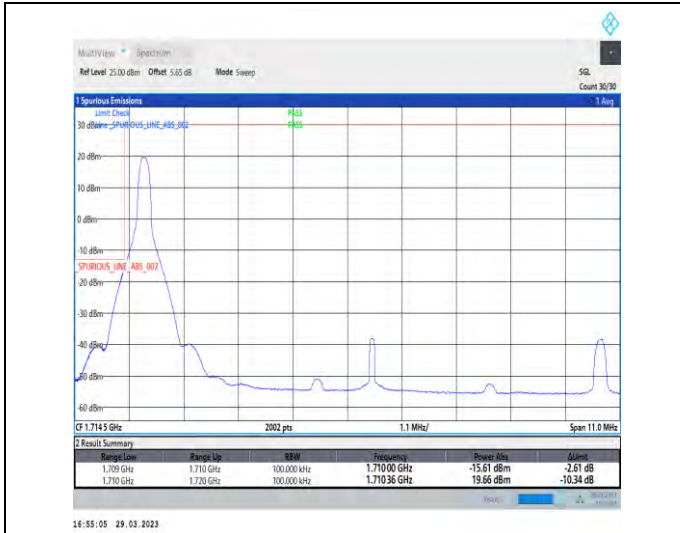 MultiView Spectrum
Ref Level 25.00 dBm Offset 5.65 dB Mode Sweep SGL
Count 30/30
1 Spurious Emissions 1 Avg
Limit Check PASS
30 dBm Line _SPURIOUS_LINE_ABS_002 PASS
20 dBm
10 dBm
0 dBm
-10 dBm
_SPURIOUS_LINE_ABS_002
-20 dBm
-30 dBm
-40 dBm
-50 dBm
-60 dBm
CF 1.7145 GHz 2002 pts 1.1 MHz/ Span 11.0 MHz
2 Result Summary
Range Low Range Up RBW Frequency Power Abs ΔLimit
1.709 GHz 1.710 GHz 100.000 kHz 1.71000 GHz -15.61 dBm -2.61 dB
1.710 GHz 1.720 GHz 100.000 kHz 1.71036 GHz 19.66 dBm -10.34 dB
16:55:05 29.03.2023